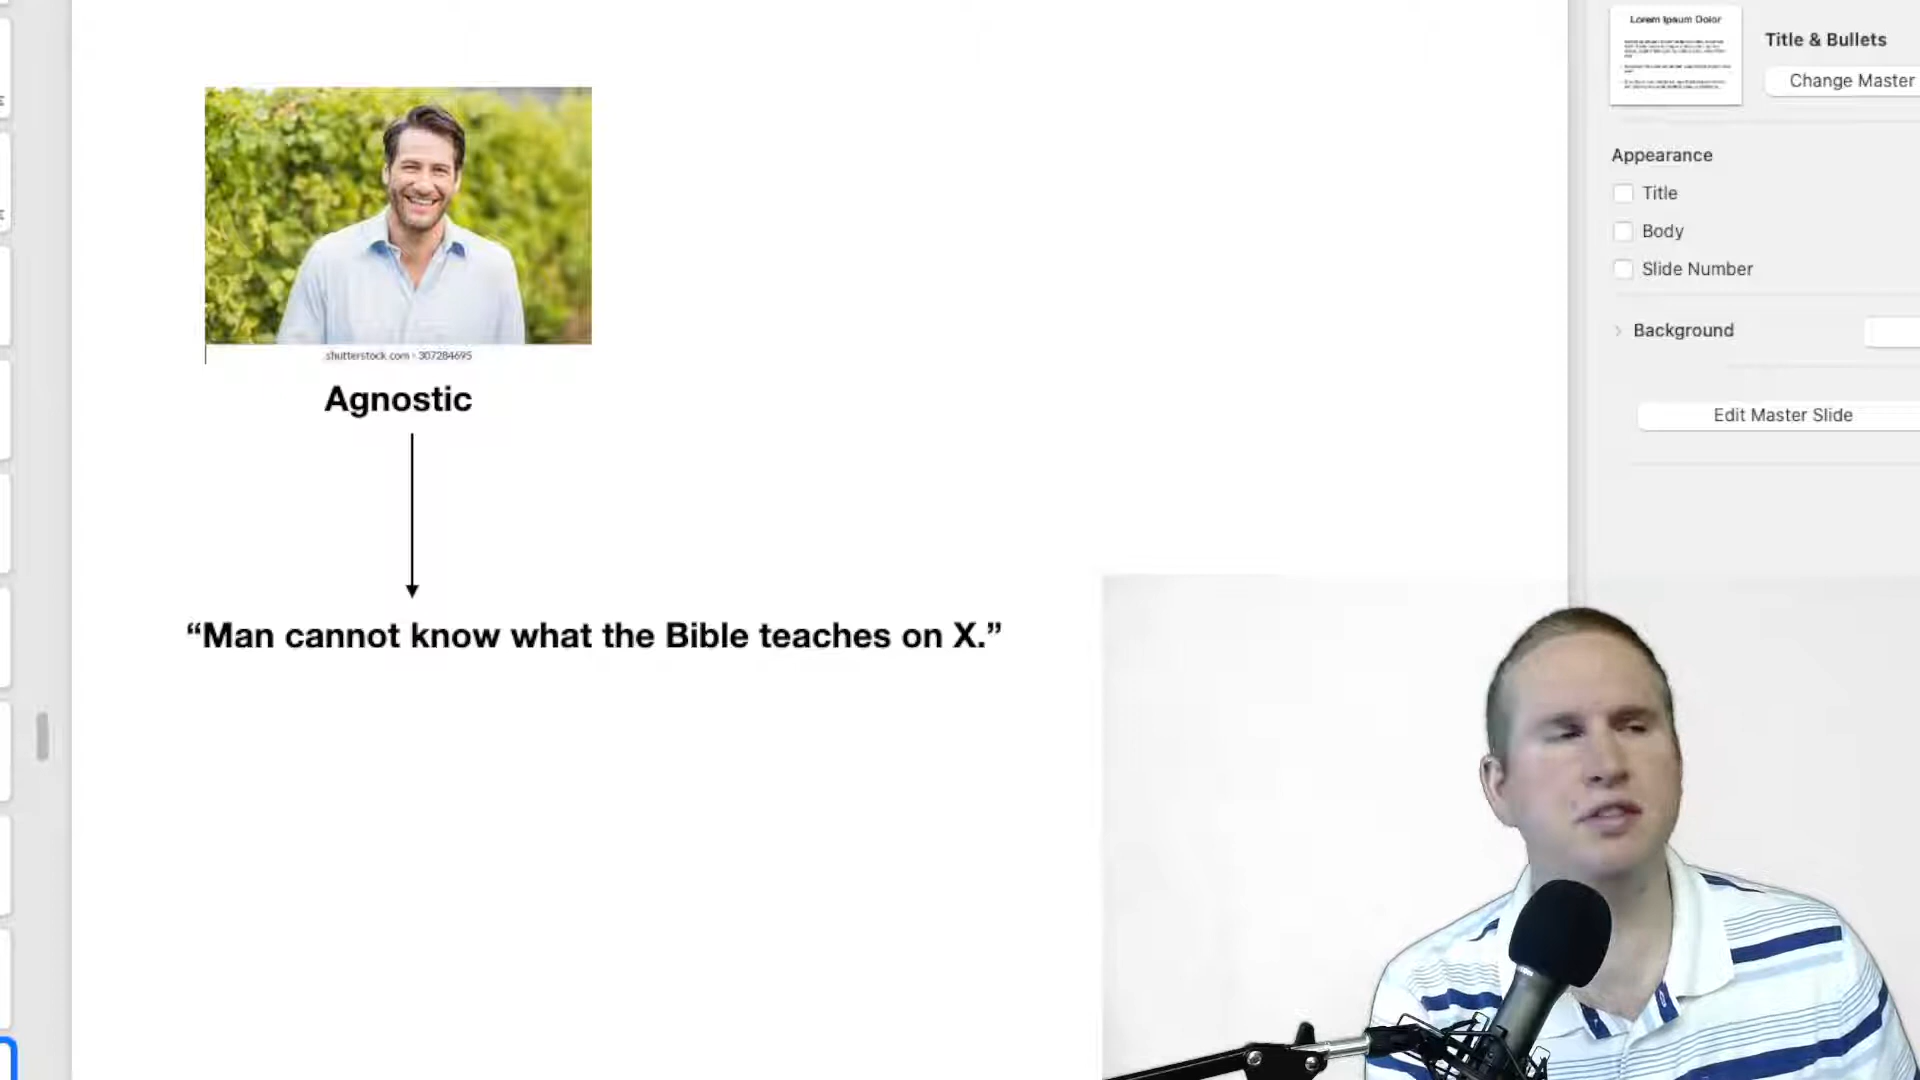 Lorem Ipsum Dolor
Title & Bullets
Change Master
Appearance
Title
Body
Slide Number
Background
Edit Master Slide
shutterstock.com · 307284695
Agnostic
“Man cannot know what the Bible teaches on X.”